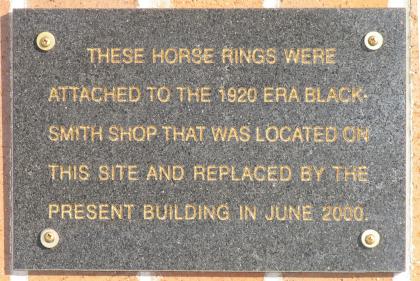 THESE HORSE RINGS WERE
ATTACHED TO THE 1920 ERA BLACK-
SMITH SHOP THAT WAS LOCATED ON
THIS SITE AND REPLACED BY THE
PRESENT BUILDING IN JUNE 2000.